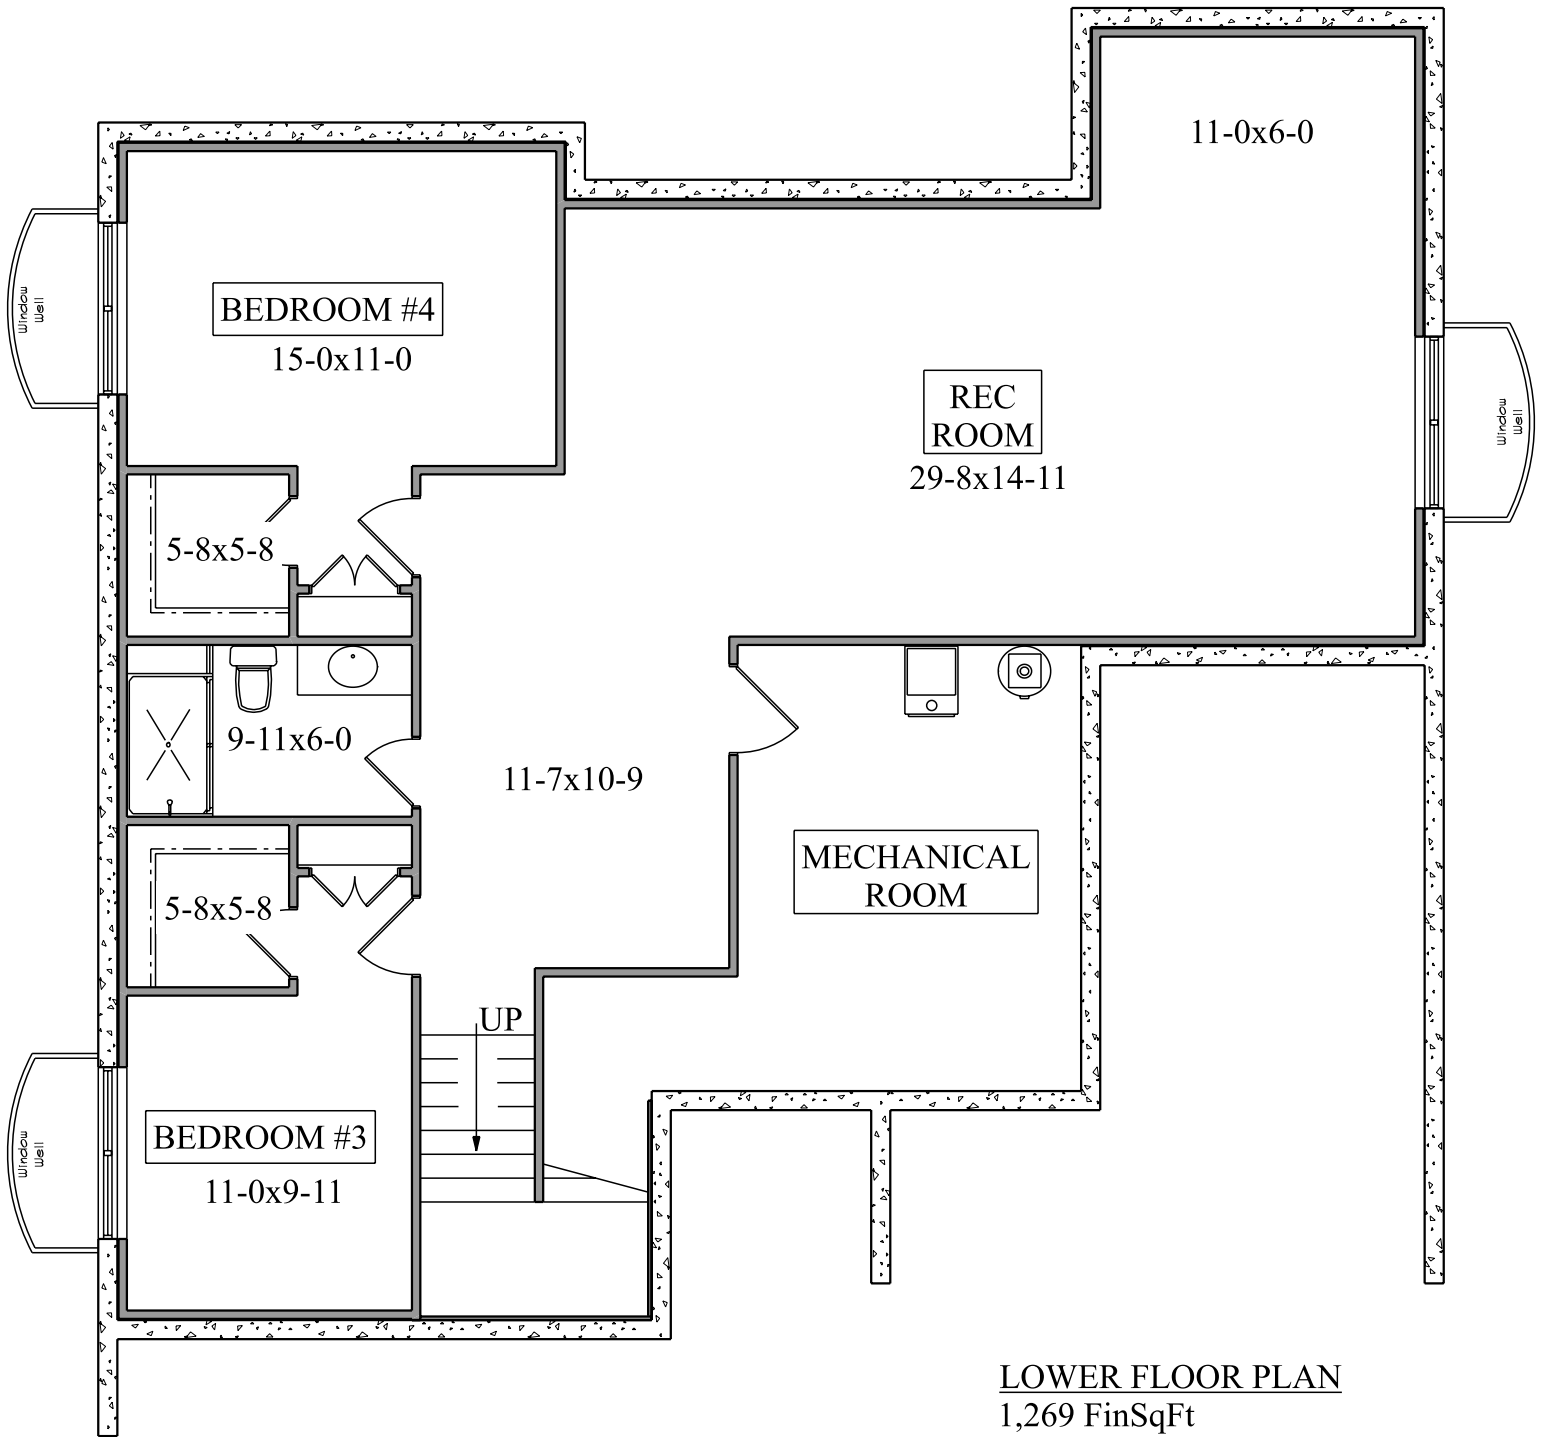 11-0x6-0
BEDROOM #4
15-0x11-0
Window
Well
REC
ROOM
29-8x14-11
Window
Well
5-8x5-8
9-11x6-0
11-7x10-9
MECHANICAL
ROOM
5-8x5-8
UP
BEDROOM #3
11-0x9-11
Window
Well
LOWER FLOOR PLAN
1,269 FinSqFt